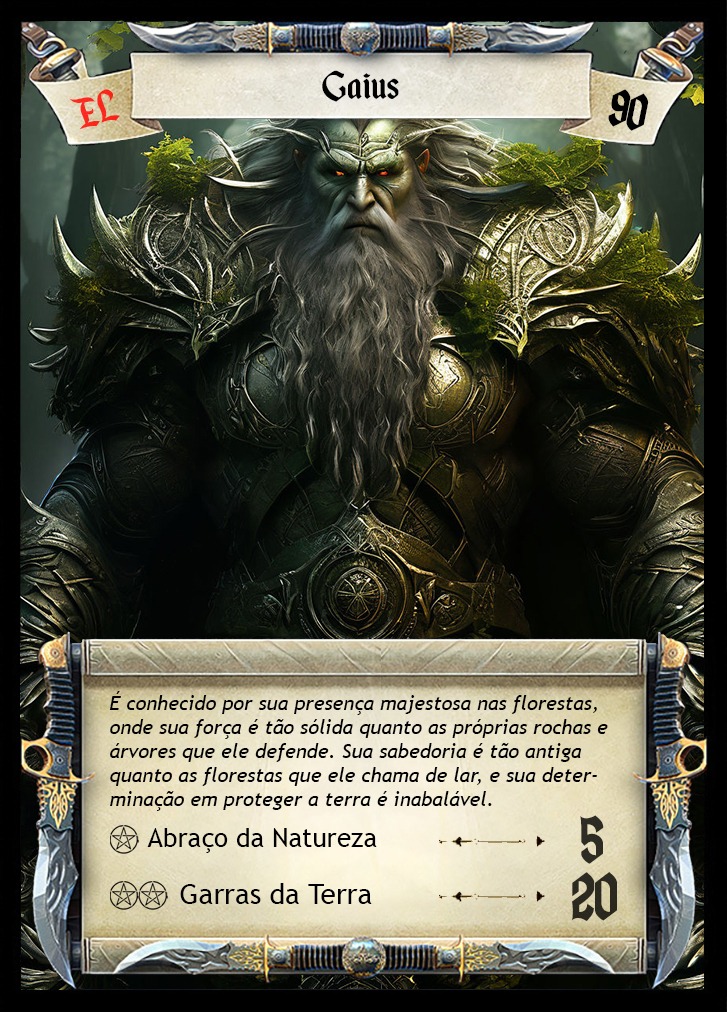 EL
Gaius
90
É conhecido por sua presença majestosa nas florestas,
onde sua força é tão sólida quanto as próprias rochas e
árvores que ele defende. Sua sabedoria é tão antiga
quanto as florestas que ele chama de lar, e sua deter-
minação em proteger a terra é inabalável.
Abraço da Natureza 5
Garras da Terra 20